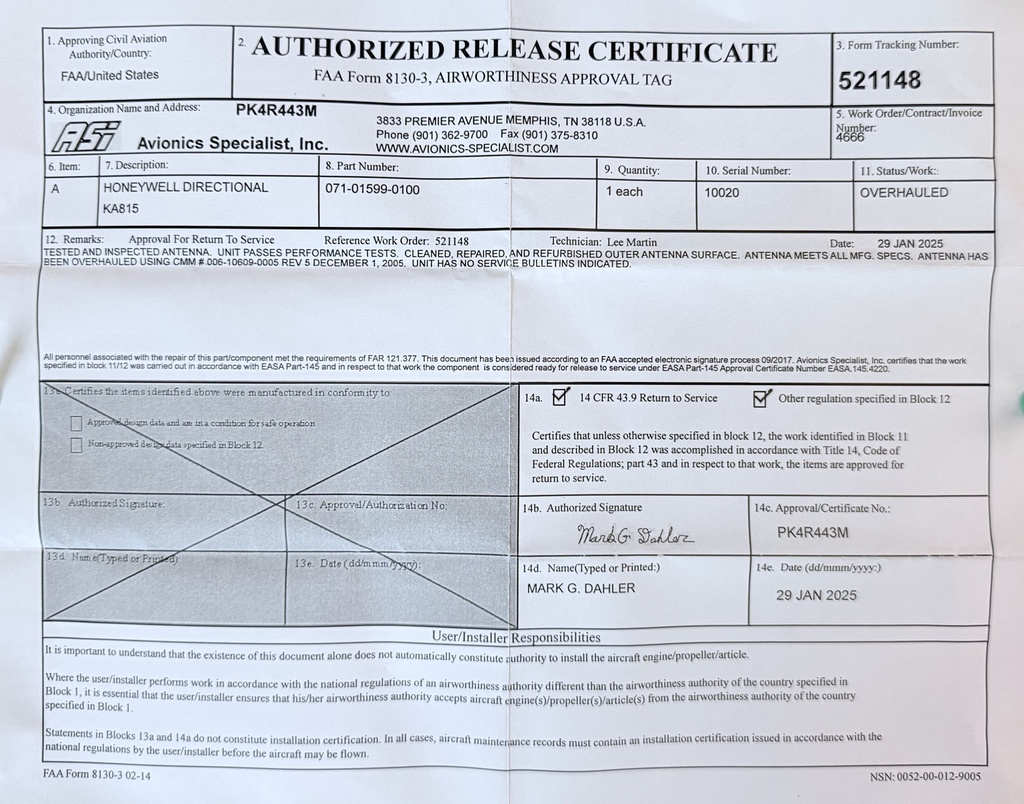 1. Approving Civil Aviation
Authority/Country:
FAA/United States
2. AUTHORIZED RELEASE CERTIFICATE
FAA Form 8130-3, AIRWORTHINESS APPROVAL TAG
3. Form Tracking Number:
521148
4. Organization Name and Address: PK4R443M
ASi Avionics Specialist, Inc.
3833 PREMIER AVENUE MEMPHIS, TN 38118 U.S.A.
Phone (901) 362-9700 Fax (901) 375-8310
WWW.AVIONICS-SPECIALIST.COM
5. Work Order/Contract/Invoice
Number:
4666
6. Item: 7. Description: 8. Part Number: 9. Quantity: 10. Serial Number: 11. Status/Work::
A HONEYWELL DIRECTIONAL 071-01599-0100 1 each 10020 OVERHAULED
KA815
12. Remarks: Approval For Return To Service Reference Work Order: 521148 Technician: Lee Martin Date: 29 JAN 2025
TESTED AND INSPECTED ANTENNA. UNIT PASSES PERFORMANCE TESTS. CLEANED, REPAIRED, AND REFURBISHED OUTER ANTENNA SURFACE. ANTENNA MEETS ALL MFG. SPECS. ANTENNA HAS
BEEN OVERHAULED USING CMM #.006-10609-0005 REV 5 DECEMBER 1, 2005. UNIT HAS NO SERVICE BULLETINS INDICATED.
All personnel associated with the repair of this part/component met the requirements of FAR 121.377. This document has been issued according to an FAA accepted electronic signature process 09/2017. Avionics Specialist, Inc. certifies that the work
specified in block 11/12 was carried out in accordance with EASA Part-145 and in respect to that work the component is considered ready for release to service under EASA Part-145 Approval Certificate Number EASA.145.4220.
13a. Certifies the items identified above were manufactured in conformity to:
Approved design data and are in a condition for safe operation
Non-approved design data specified in Block 12.
14a. 14 CFR 43.9 Return to Service Other regulation specified in Block 12
Certifies that unless otherwise specified in block 12, the work identified in Block 11
and described in Block 12 was accomplished in accordance with Title 14, Code of
Federal Regulations; part 43 and in respect to that work, the items are approved for
return to service.
13b. Authorized Signature: 13c. Approval/Authorization No:
14b. Authorized Signature
Mark G. Dahler
14c. Approval/Certificate No.:
PK4R443M
13d. Name(Typed or Printed) 13e. Date (dd/mmm/yyyy):
14d. Name(Typed or Printed:)
MARK G. DAHLER
14e. Date (dd/mmm/yyyy:)
29 JAN 2025
User/Installer Responsibilities
It is important to understand that the existence of this document alone does not automatically constitute authority to install the aircraft engine/propeller/article.
Where the user/installer performs work in accordance with the national regulations of an airworthiness authority different than the airworthiness authority of the country specified in
Block 1, it is essential that the user/installer ensures that his/her airworthiness authority accepts aircraft engine(s)/propeller(s)/article(s) from the airworthiness authority of the country
specified in Block 1.
Statements in Blocks 13a and 14a do not constitute installation certification. In all cases, aircraft maintenance records must contain an installation certification issued in accordance with the
national regulations by the user/installer before the aircraft may be flown.
FAA Form 8130-3 02-14 NSN: 0052-00-012-9005